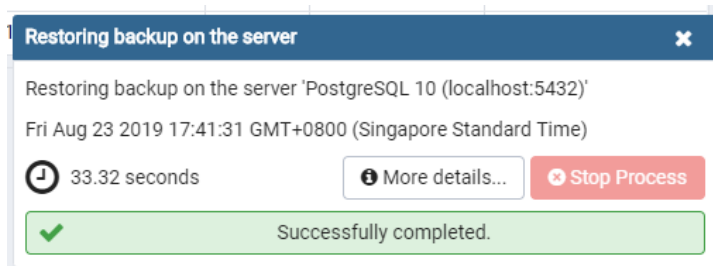 Restoring backup on the server
Restoring backup on the server 'PostgreSQL 10 (localhost:5432)'
Fri Aug 23 2019 17:41:31 GMT+0800 (Singapore Standard Time)
33.32 seconds
More details...
Stop Process
Successfully completed.